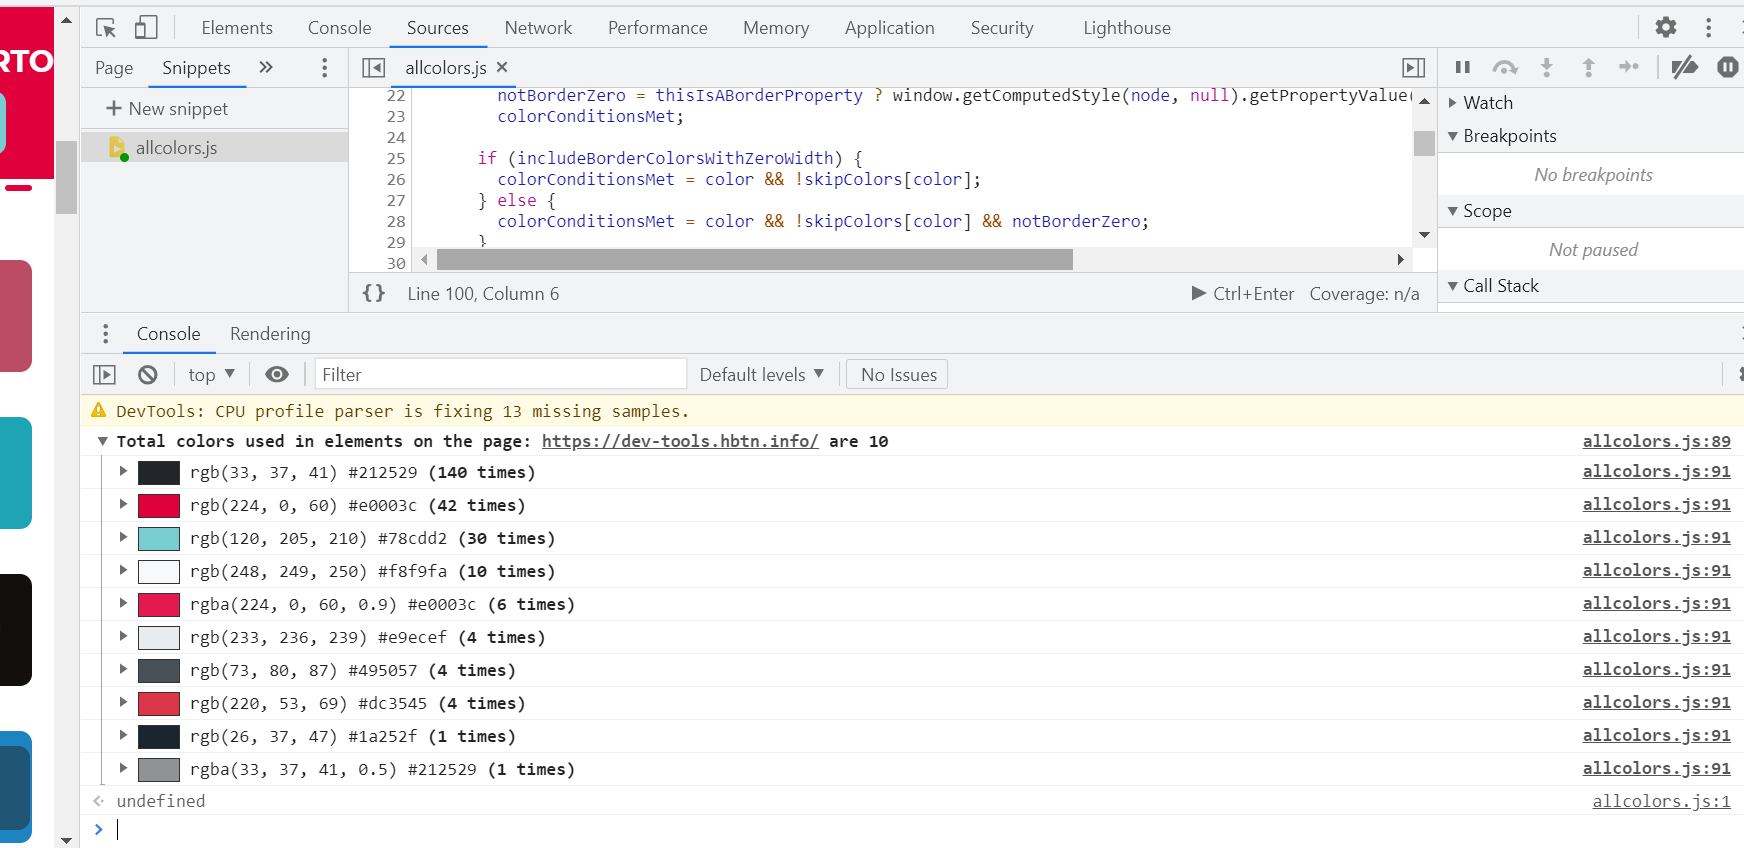 RTO
Elements Console Sources Network Performance Memory Application Security Lighthouse
Page Snippets
allcolors.js
New snippet
allcolors.js
22 notBorderZero = thisIsABorderProperty ? window.getComputedStyle(node, null).getPropertyValue(
23 colorConditionsMet;
24
25 if (includeBorderColorsWithZeroWidth) {
26 colorConditionsMet = color && !skipColors[color];
27 } else {
28 colorConditionsMet = color && !skipColors[color] && notBorderZero;
29 }
30
{} Line 100, Column 6 Ctrl+Enter Coverage: n/a
Watch
Breakpoints
No breakpoints
Scope
Not paused
Call Stack
Console Rendering
top Filter Default levels No Issues
DevTools: CPU profile parser is fixing 13 missing samples.
Total colors used in elements on the page: https://dev-tools.hbtn.info/ are 10 allcolors.js:89
rgb(33, 37, 41) #212529 (140 times) allcolors.js:91
rgb(224, 0, 60) #e0003c (42 times) allcolors.js:91
rgb(120, 205, 210) #78cdd2 (30 times) allcolors.js:91
rgb(248, 249, 250) #f8f9fa (10 times) allcolors.js:91
rgba(224, 0, 60, 0.9) #e0003c (6 times) allcolors.js:91
rgb(233, 236, 239) #e9ecef (4 times) allcolors.js:91
rgb(73, 80, 87) #495057 (4 times) allcolors.js:91
rgb(220, 53, 69) #dc3545 (4 times) allcolors.js:91
rgb(26, 37, 47) #1a252f (1 times) allcolors.js:91
rgba(33, 37, 41, 0.5) #212529 (1 times) allcolors.js:91
undefined allcolors.js:1